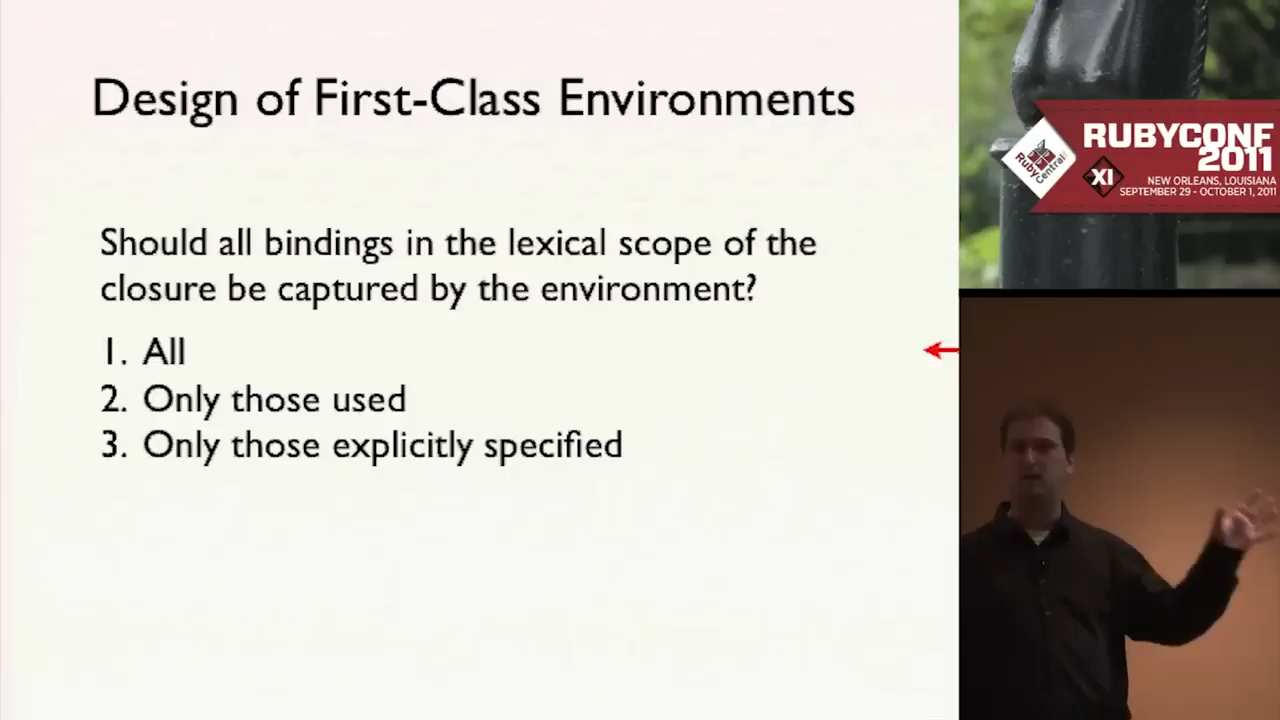 Design of First-Class Environments
Should all bindings in the lexical scope of the
closure be captured by the environment?
1. All
2. Only those used
3. Only those explicitly specified
RUBYCONF
2011
RubyCentral
XI
NEW ORLEANS, LOUISIANA
SEPTEMBER 29 - OCTOBER 1, 2011